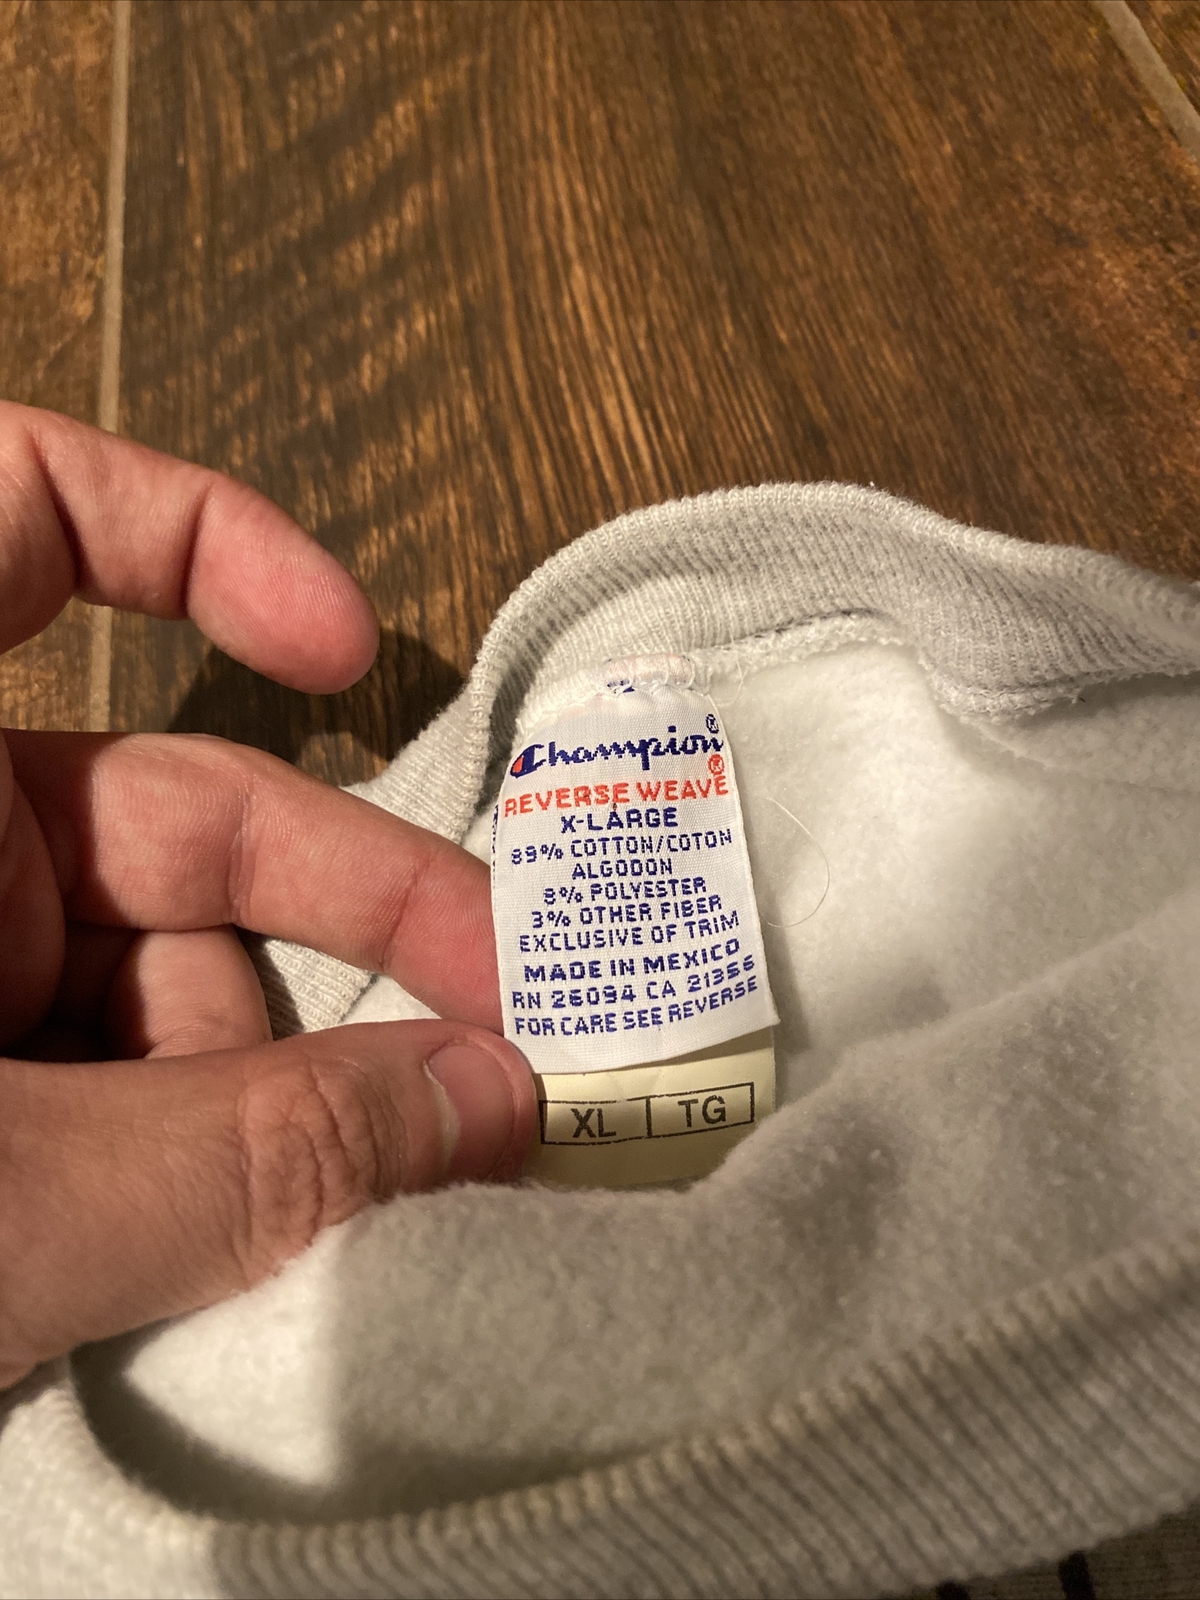 Champion®
REVERSE WEAVE®
X-LARGE
89% COTTON/COTON
ALGODON
8% POLYESTER
3% OTHER FIBER
EXCLUSIVE OF TRIM
MADE IN MEXICO
RN 26094 CA 21356
FOR CARE SEE REVERSE
XL TG